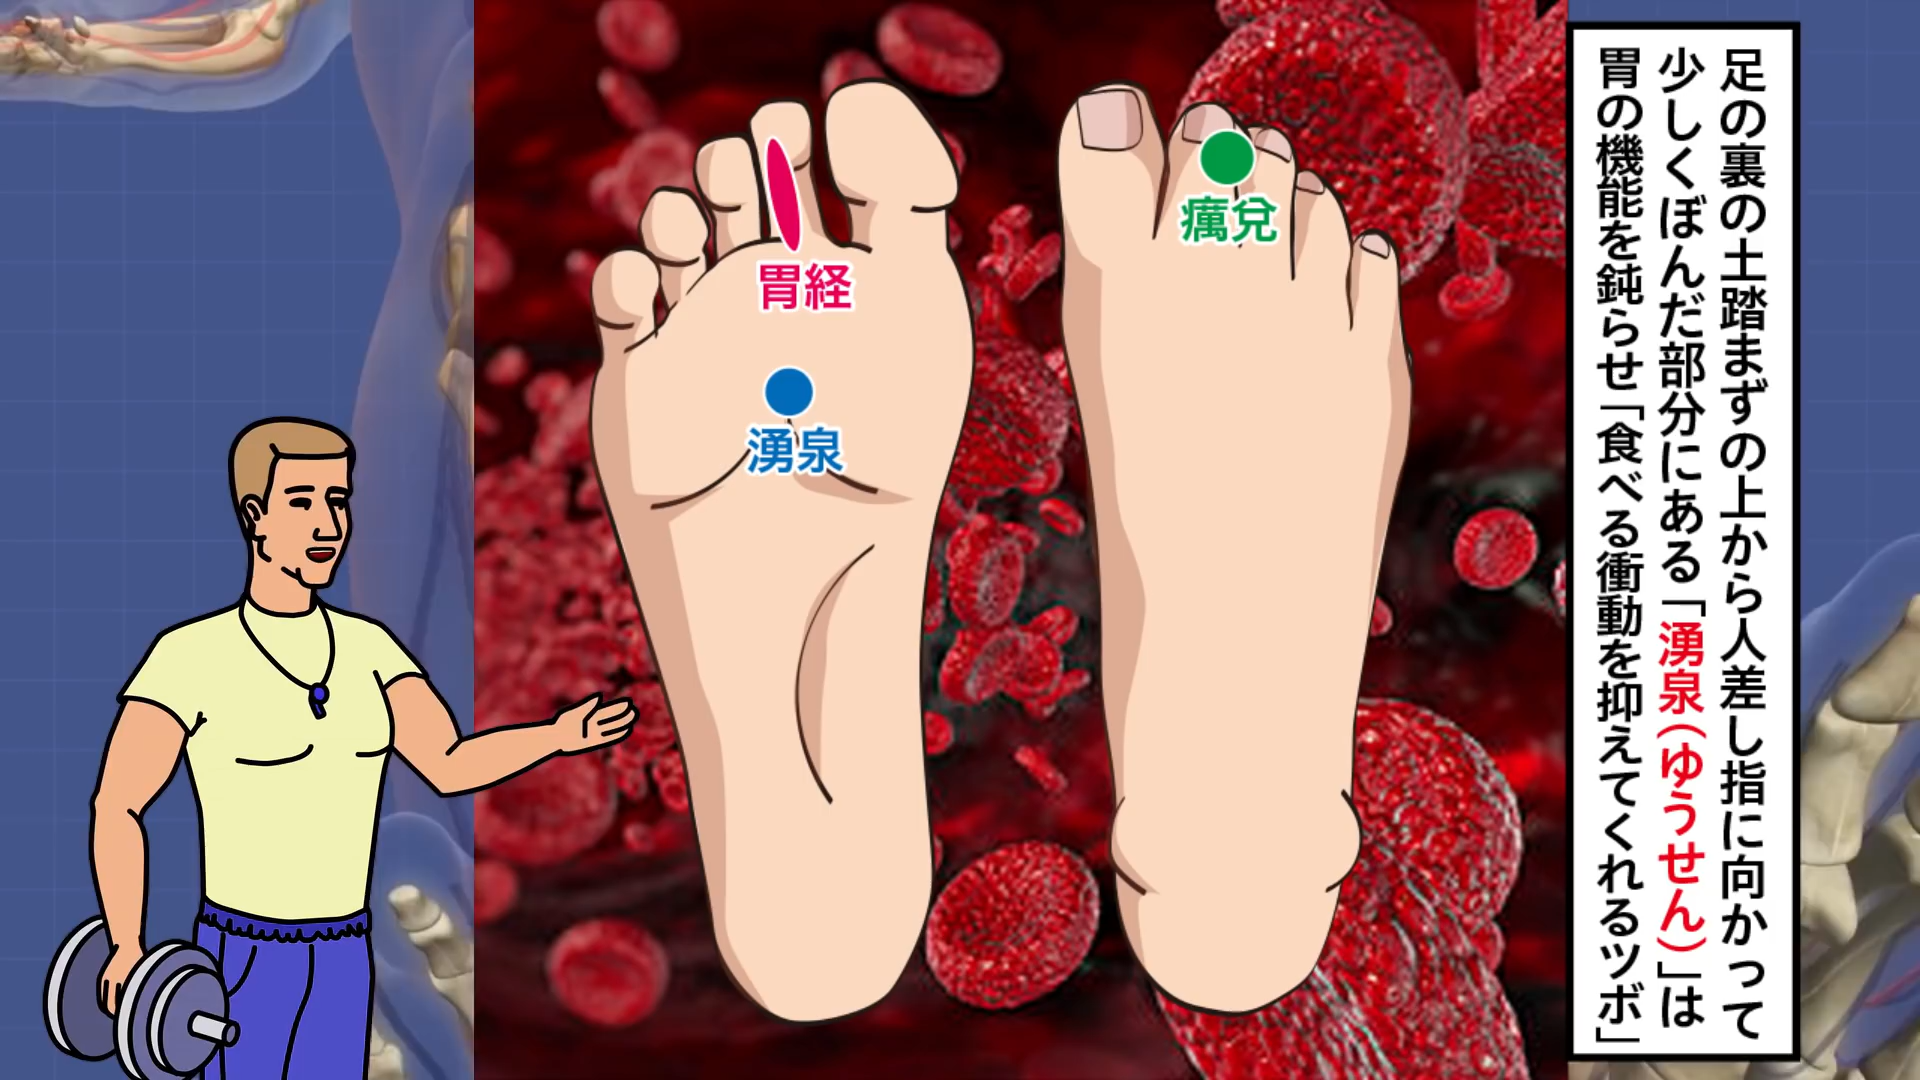 足の裏の土踏まずの上から人差し指に向かって
少しくぼんだ部分にある「湧泉(ゆうせん)」は
胃の機能を鈍らせ「食べる衝動を抑えてくれるツボ」
胃経
湧泉
癘兌